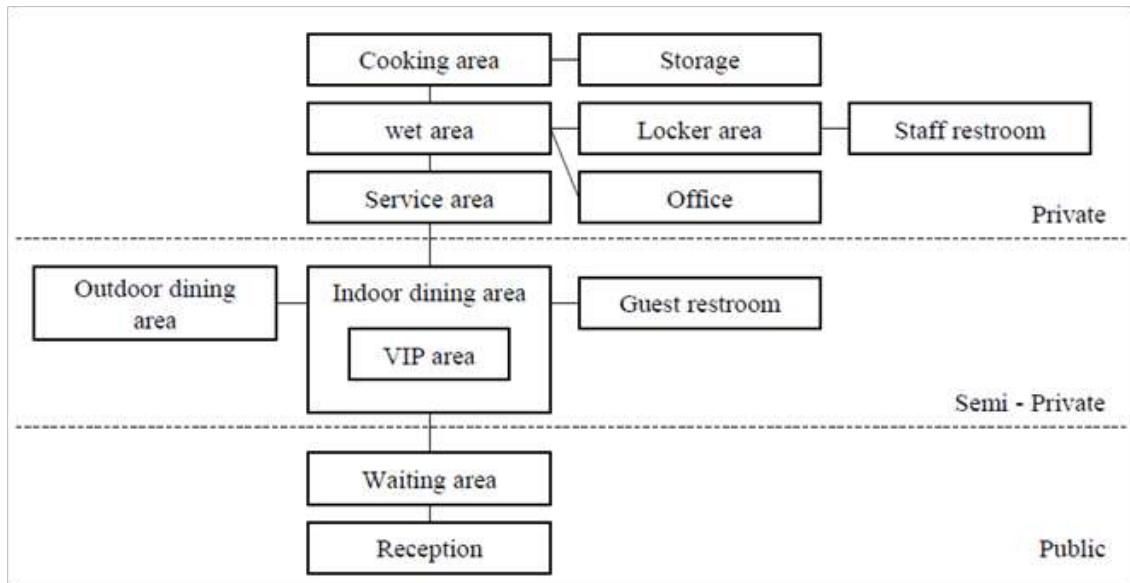 Cooking area
Storage
wet area
Locker area
Staff restroom
Service area
Office
Private
Outdoor dining
area
Indoor dining area
Guest restroom
VIP area
Semi - Private
Waiting area
Reception
Public